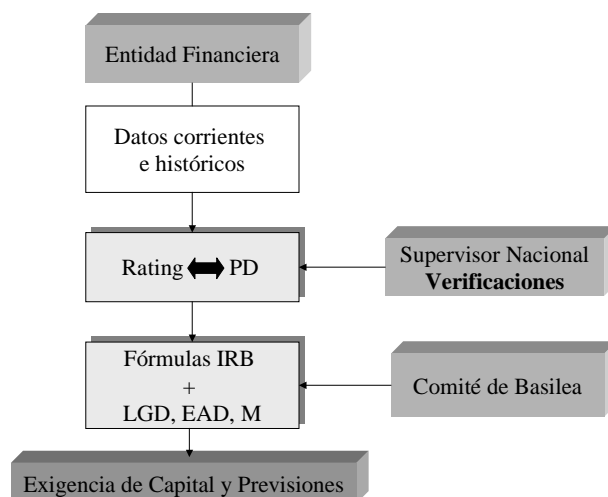 Entidad Financiera
Datos corrientes
e históricos
Rating PD
Supervisor Nacional
Verificaciones
Fórmulas IRB
+
LGD, EAD, M
Comité de Basilea
Exigencia de Capital y Previsiones